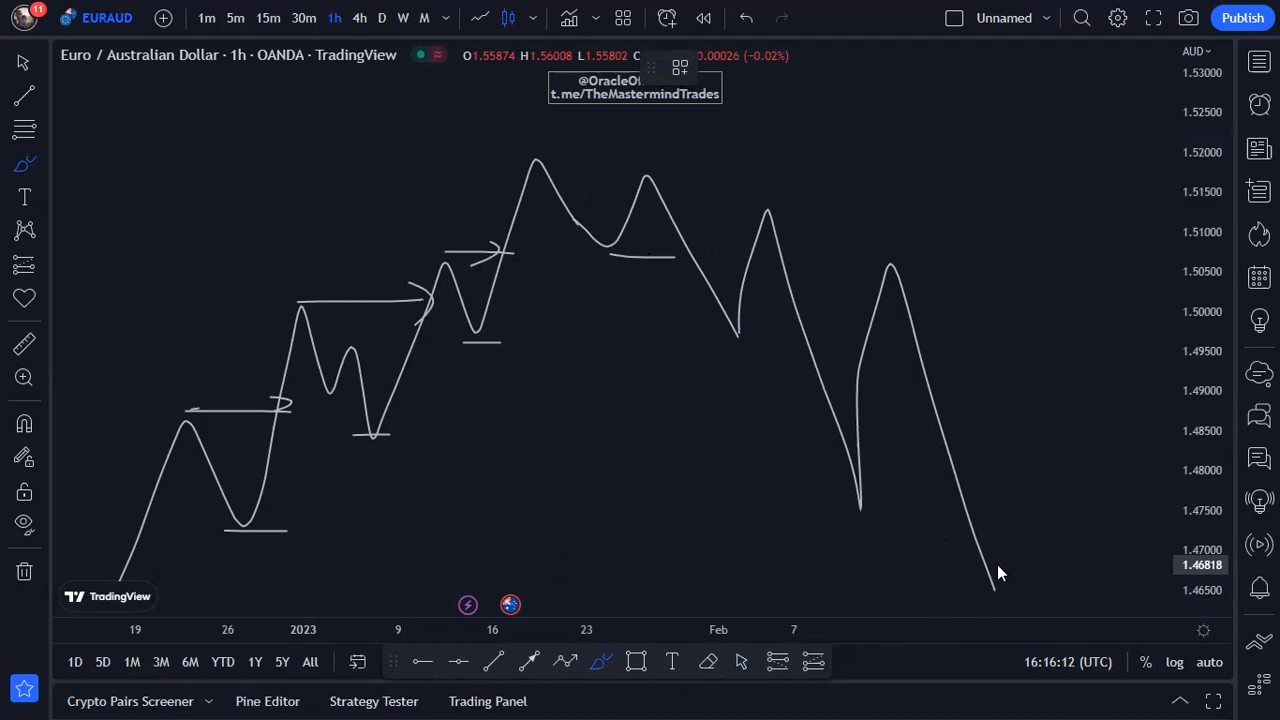 11
EURAUD
1m 5m 15m 30m 1h 4h D W M
Unnamed
Publish
Euro / Australian Dollar · 1h · OANDA · TradingView
O1.55874 H1.56008 L1.55802 0.00026 (−0.02%)
AUD
@OracleOf
t.me/TheMastermindTrades
1.53000
1.52500
1.52000
1.51500
1.51000
1.50500
1.50000
1.49500
1.49000
1.48500
1.48000
1.47500
1.47000
1.46818
1.46500
TradingView
19 26 2023 9 16 23 Feb 7
1D 5D 1M 3M 6M YTD 1Y 5Y All
16:16:12 (UTC) % log auto
Crypto Pairs Screener Pine Editor Strategy Tester Trading Panel